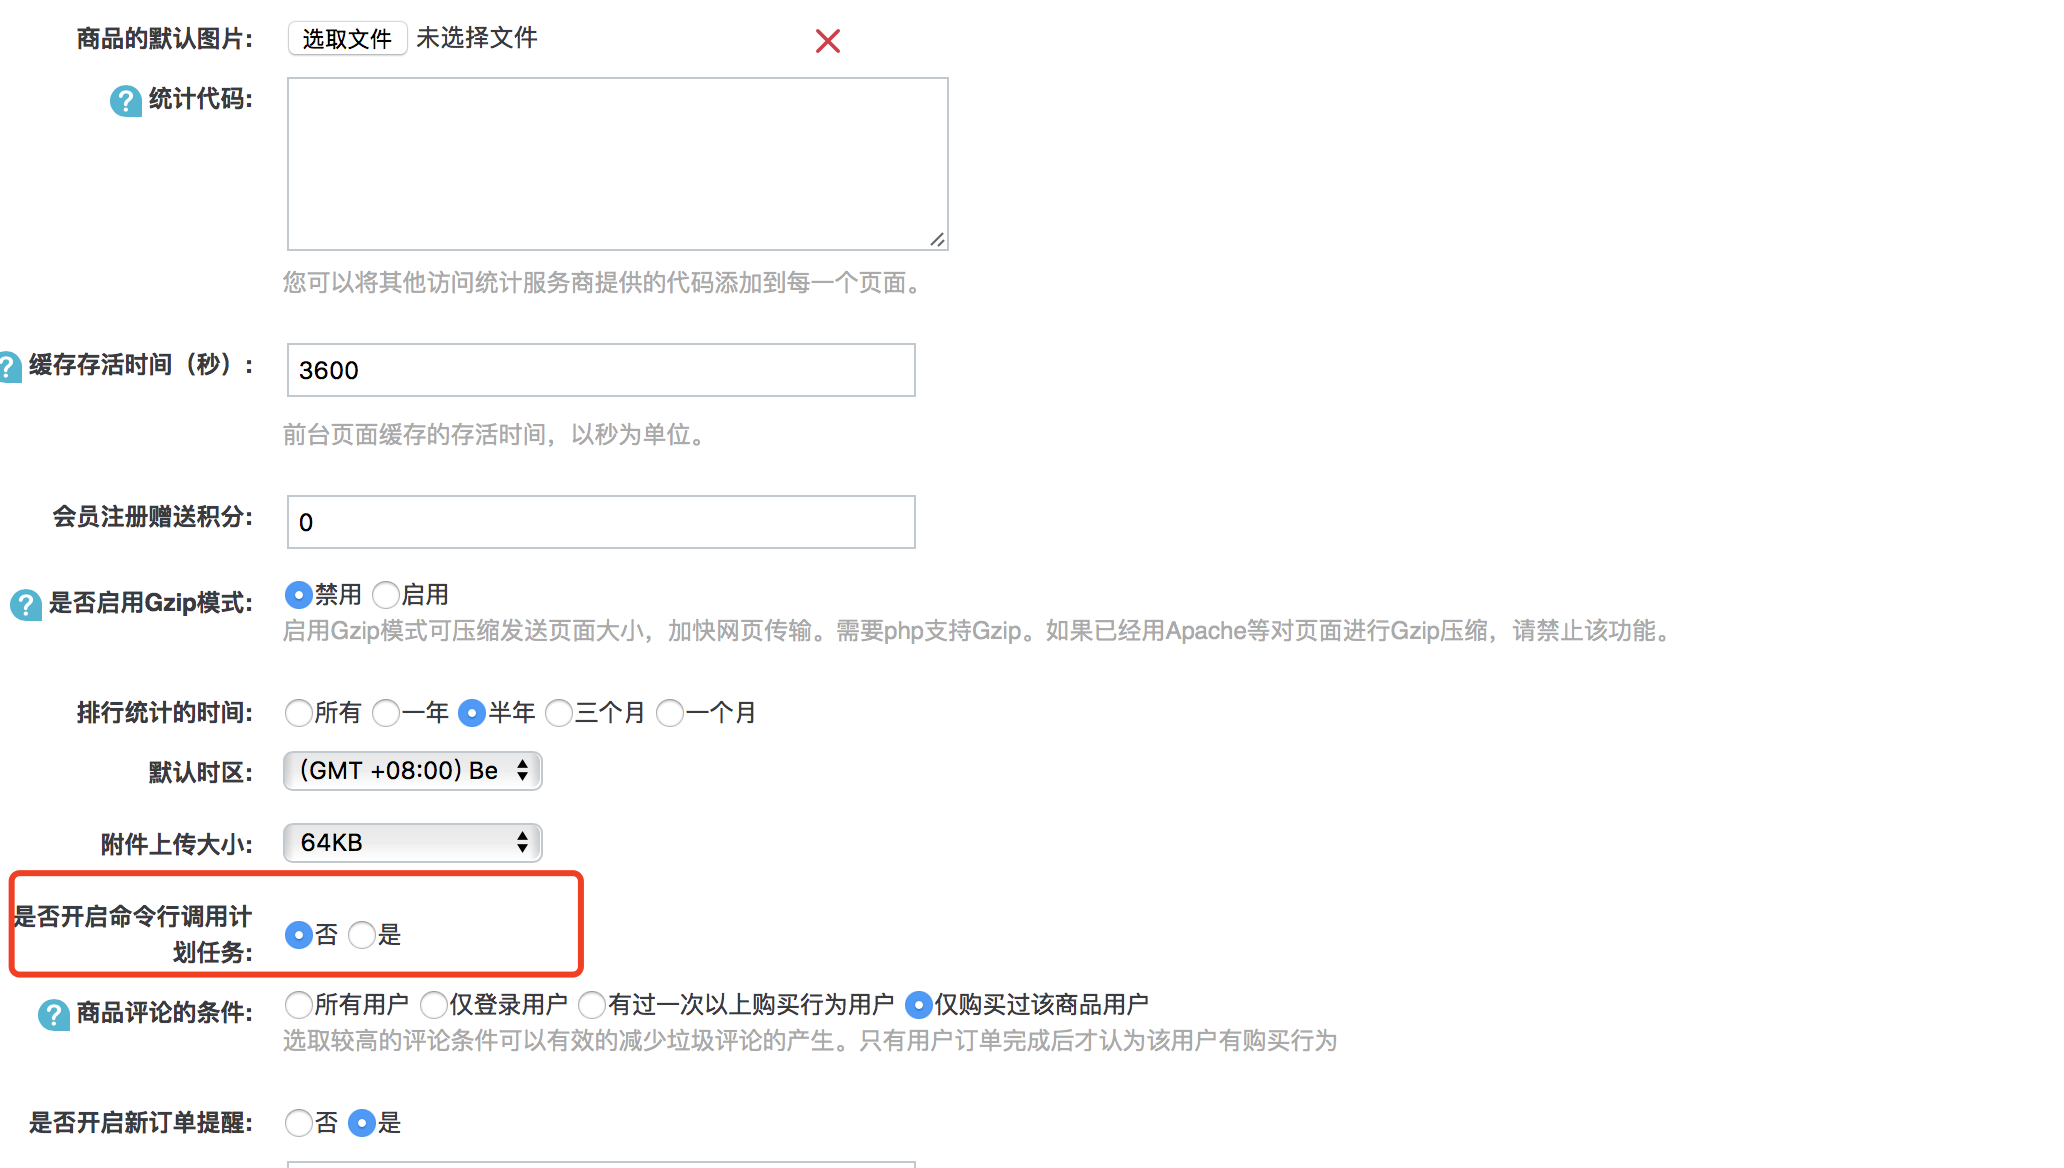 商品的默认图片: 选取文件 未选择文件
统计代码:
您可以将其他访问统计服务商提供的代码添加到每一个页面。
缓存存活时间（秒）: 3600
前台页面缓存的存活时间，以秒为单位。
会员注册赠送积分: 0
是否启用Gzip模式: 禁用 启用
启用Gzip模式可压缩发送页面大小，加快网页传输。需要php支持Gzip。如果已经用Apache等对页面进行Gzip压缩，请禁止该功能。
排行统计的时间: 所有 一年 半年 三个月 一个月
默认时区: (GMT +08:00) Be
附件上传大小: 64KB
是否开启命令行调用计
划任务: 否 是
商品评论的条件: 所有用户 仅登录用户 有过一次以上购买行为用户 仅购买过该商品用户
选取较高的评论条件可以有效的减少垃圾评论的产生。只有用户订单完成后才认为该用户有购买行为
是否开启新订单提醒: 否 是